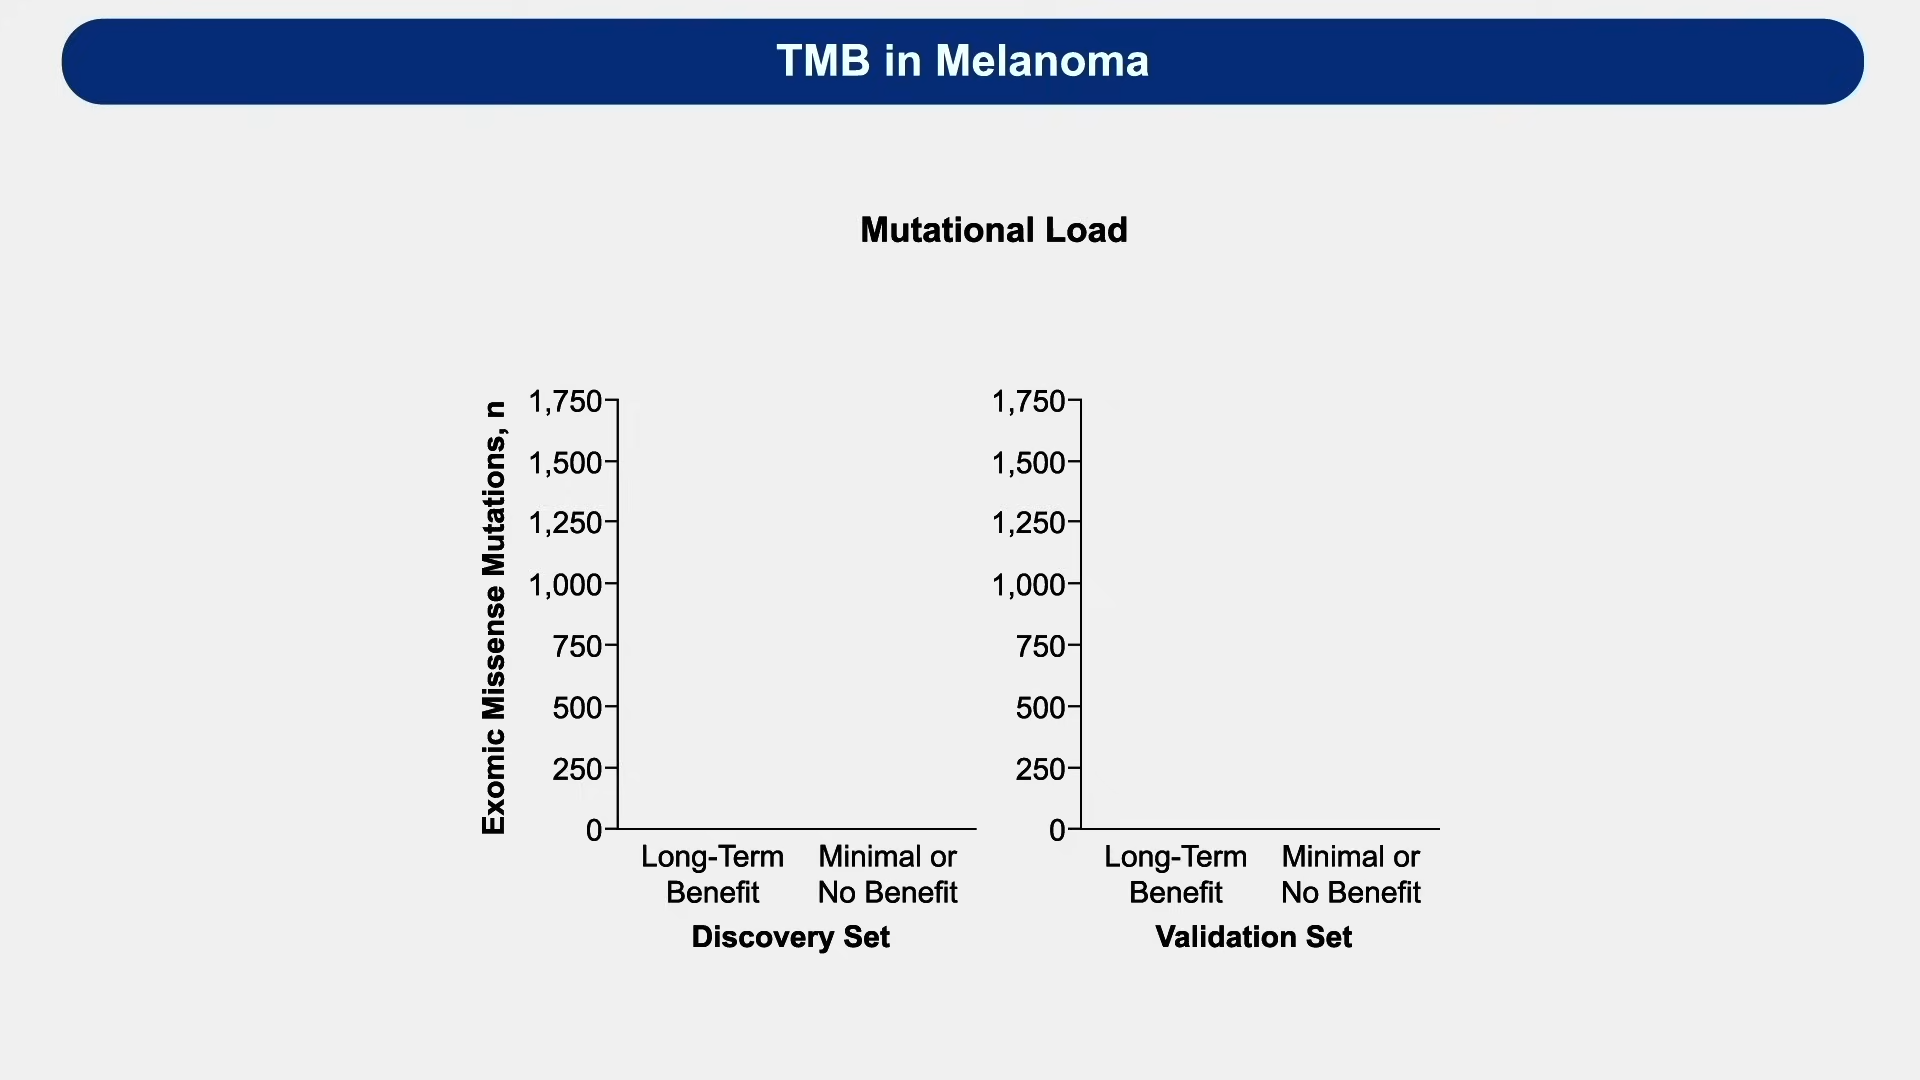 TMB in Melanoma
Mutational Load
Exomic Missense Mutations, n
1,750
1,500
1,250
1,000
750
500
250
0
Long-Term
Benefit
Minimal or
No Benefit
Discovery Set
1,750
1,500
1,250
1,000
750
500
250
0
Long-Term
Benefit
Minimal or
No Benefit
Validation Set